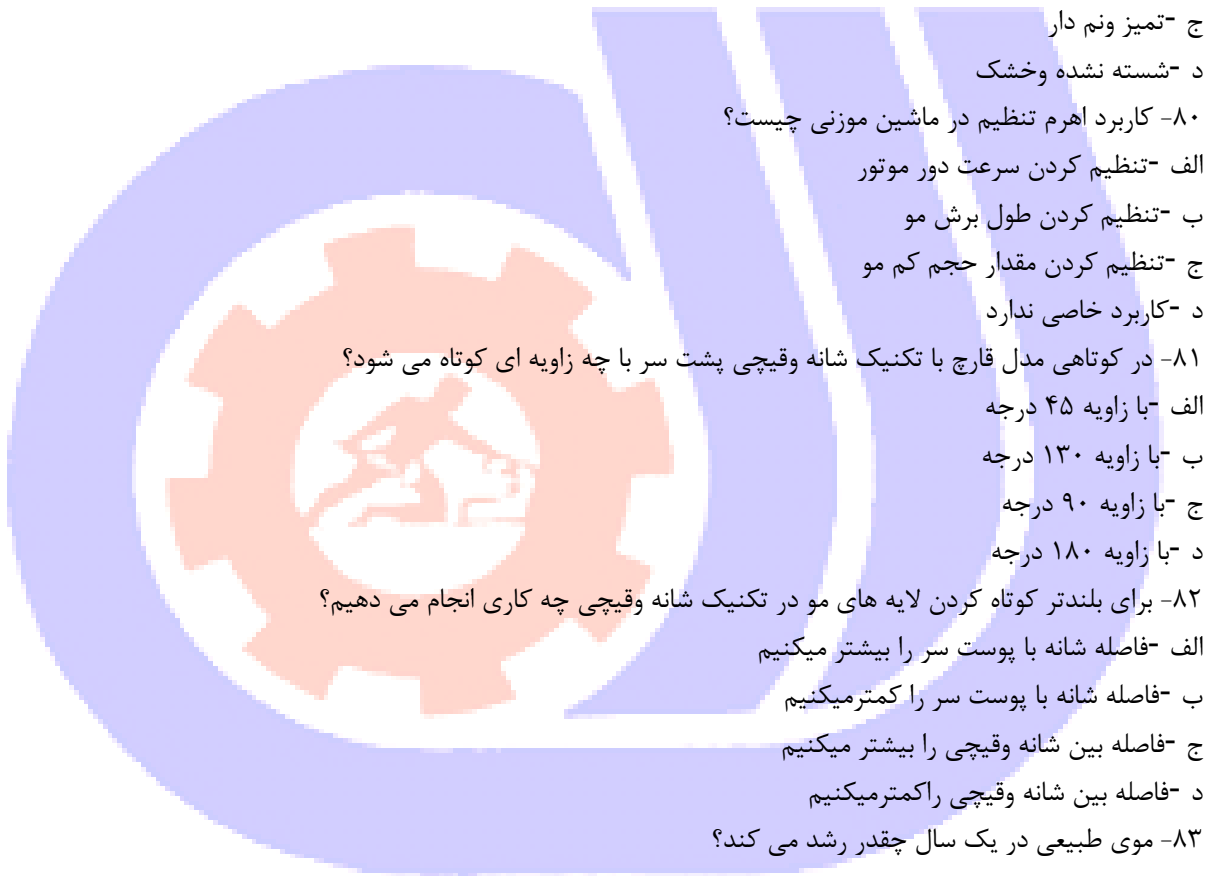 ج -تمیز ونم دار
د -شسته نشده وخشک
۸۰- کاربرد اهرم تنظیم در ماشین موزنی چیست؟
الف -تنظیم کردن سرعت دور موتور
ب -تنظیم کردن طول برش مو
ج -تنظیم کردن مقدار حجم کم مو
د -کاربرد خاصی ندارد
۸۱- در کوتاهی مدل قارچ با تکنیک شانه وقیچی پشت سر با چه زاویه ای کوتاه می شود؟
الف -با زاویه ۴۵ درجه
ب -با زاویه ۱۳۰ درجه
ج -با زاویه ۹۰ درجه
د -با زاویه ۱۸۰ درجه
۸۲- برای بلندتر کوتاه کردن لایه های مو در تکنیک شانه وقیچی چه کاری انجام می دهیم؟
الف -فاصله شانه با پوست سر را بیشتر میکنیم
ب -فاصله شانه با پوست سر را کمترمیکنیم
ج -فاصله بین شانه وقیچی را بیشتر میکنیم
د -فاصله بین شانه وقیچی راکمترمیکنیم
۸۳- موی طبیعی در یک سال چقدر رشد می کند؟